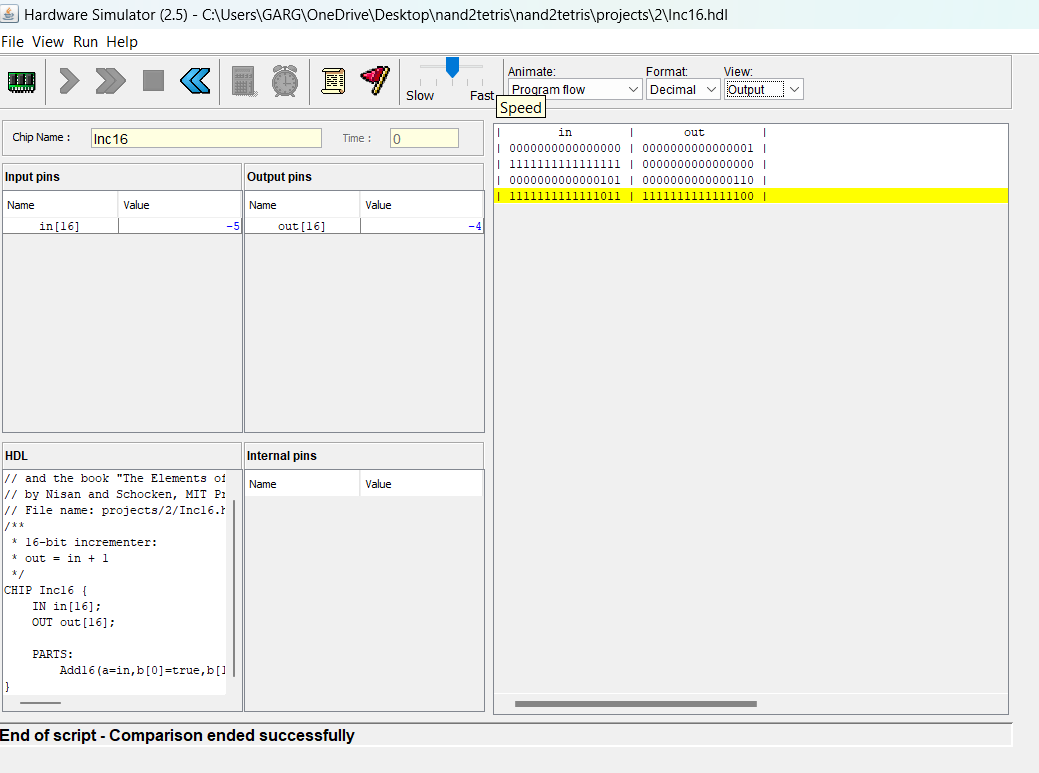 Hardware Simulator (2.5) - C:\Users\GARG\OneDrive\Desktop\nand2tetris\nand2tetris\projects\2\Inc16.hdl
File View Run Help
Slow Fast
Animate: Format: View:
Program flow Decimal Output
Speed
Chip Name : Inc16 Time : 0
Input pins
Name Value
in[16] -5
Output pins
Name Value
out[16] -4
HDL
// and the book "The Elements of
// by Nisan and Schocken, MIT Pr
// File name: projects/2/Inc16.h
/**
* 16-bit incrementer:
* out = in + 1
*/
CHIP Inc16 {
IN in[16];
OUT out[16];
PARTS:
Add16(a=in,b[0]=true,b[1
}
Internal pins
Name Value
| in | out |
| 0000000000000000 | 0000000000000001 |
| 1111111111111111 | 0000000000000000 |
| 0000000000000101 | 0000000000000110 |
| 1111111111111011 | 1111111111111100 |
End of script - Comparison ended successfully